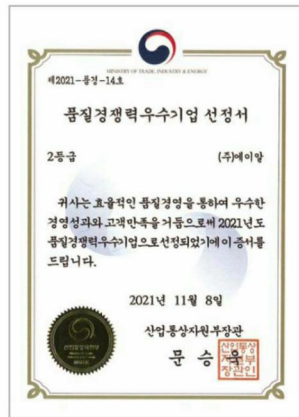 MINISTRY OF TRADE, INDUSTRY & ENERGY
제2021-품경-14호
품질경쟁력우수기업 선정서
2등급 (주)에이알
귀사는 효율적인 품질경영을 통하여 우수한
경영성과와 고객만족을 거둠으로써 2021년도
품질경쟁력우수기업으로선정되었기에 이 증서를
드립니다.
2021년 11월 8일
산업통상자원부장관
문승욱